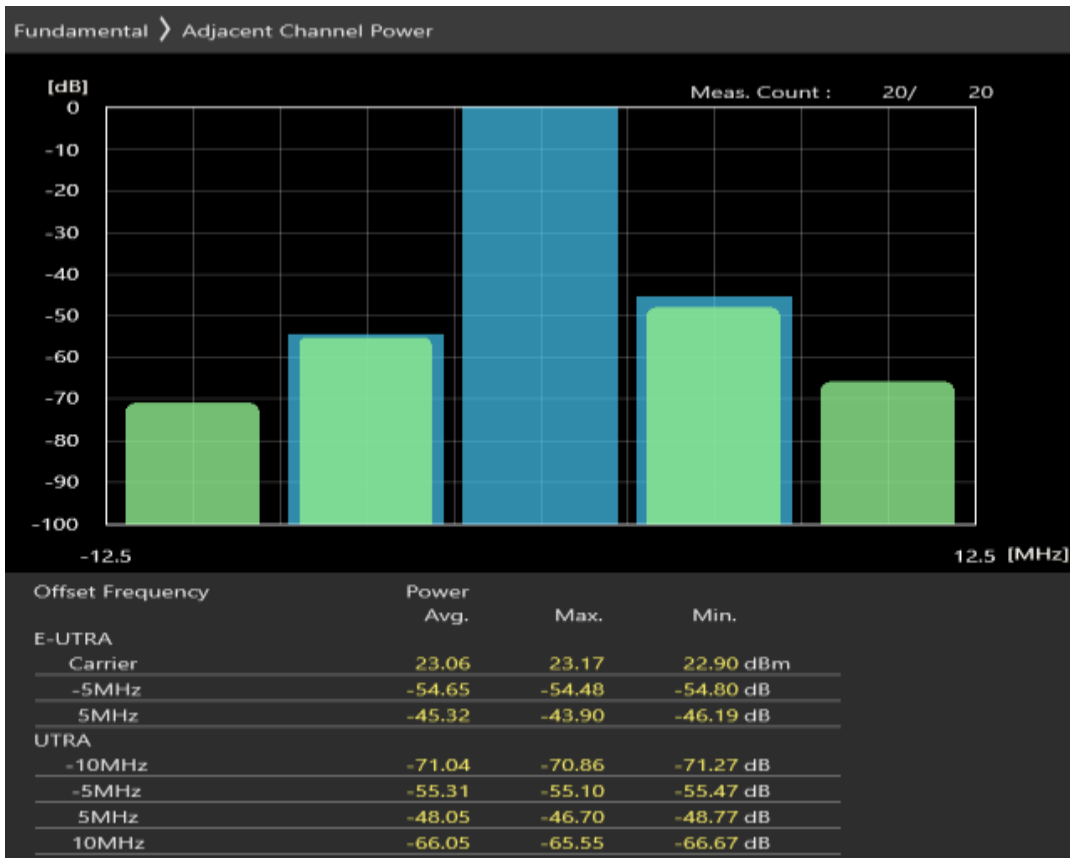 Fundamental ❭ Adjacent Channel Power
[dB]
Meas. Count : 20/ 20
0
-10
-20
-30
-40
-50
-60
-70
-80
-90
-100
-12.5 12.5 [MHz]
Offset Frequency Power
Avg. Max. Min.
E-UTRA
Carrier 23.06 23.17 22.90 dBm
-5MHz -54.65 -54.48 -54.80 dB
5MHz -45.32 -43.90 -46.19 dB
UTRA
-10MHz -71.04 -70.86 -71.27 dB
-5MHz -55.31 -55.10 -55.47 dB
5MHz -48.05 -46.70 -48.77 dB
10MHz -66.05 -65.55 -66.67 dB